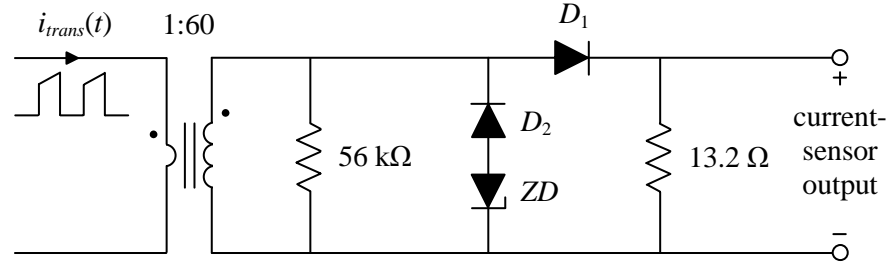 i_trans(t)
1:60
D₁
+
D₂
56 kΩ
ZD
13.2 Ω
current-
sensor
output
−